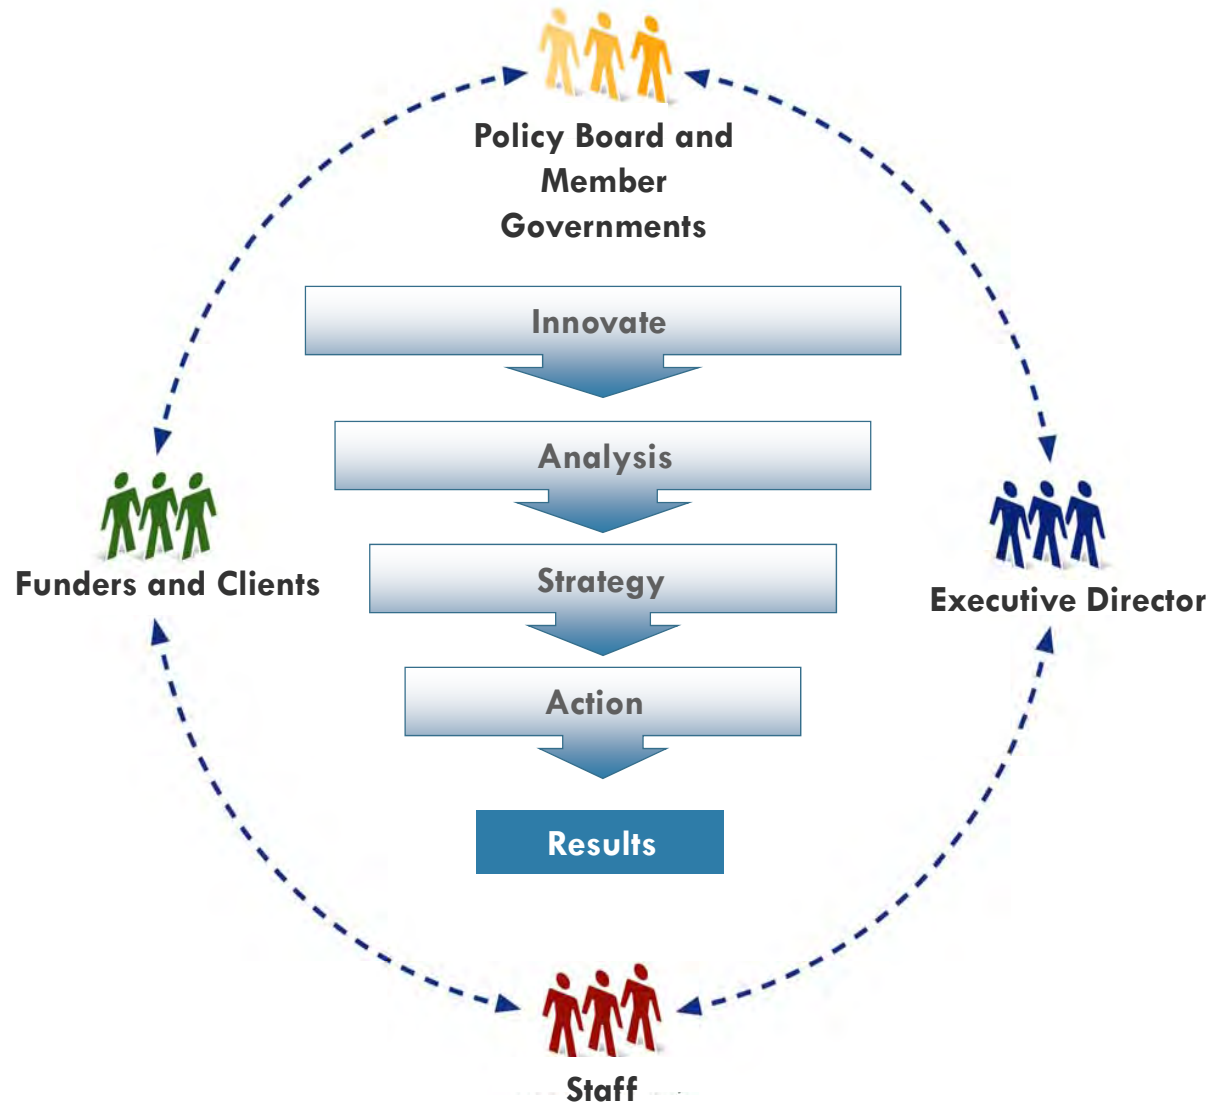 Policy Board and
Member
Governments
Innovate
Analysis
Strategy
Action
Results
Funders and Clients
Executive Director
Staff